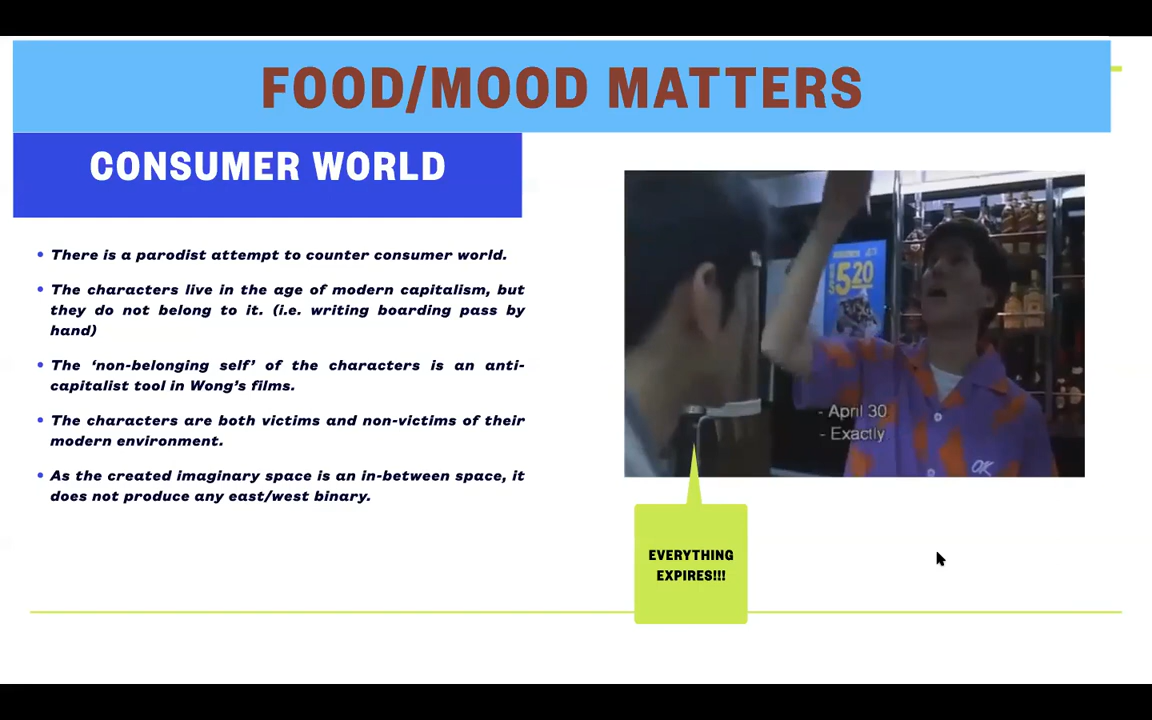 FOOD/MOOD MATTERS
CONSUMER WORLD
• There is a parodist attempt to counter consumer world.
• The characters live in the age of modern capitalism, but
they do not belong to it. (i.e. writing boarding pass by
hand)
• The ‘non-belonging self’ of the characters is an anti-
capitalist tool in Wong's films.
• The characters are both victims and non-victims of their
modern environment.
• As the created imaginary space is an in-between space, it
does not produce any east/west binary.
5.20
- April 30
- Exactly
OK
EVERYTHING
EXPIRES!!!